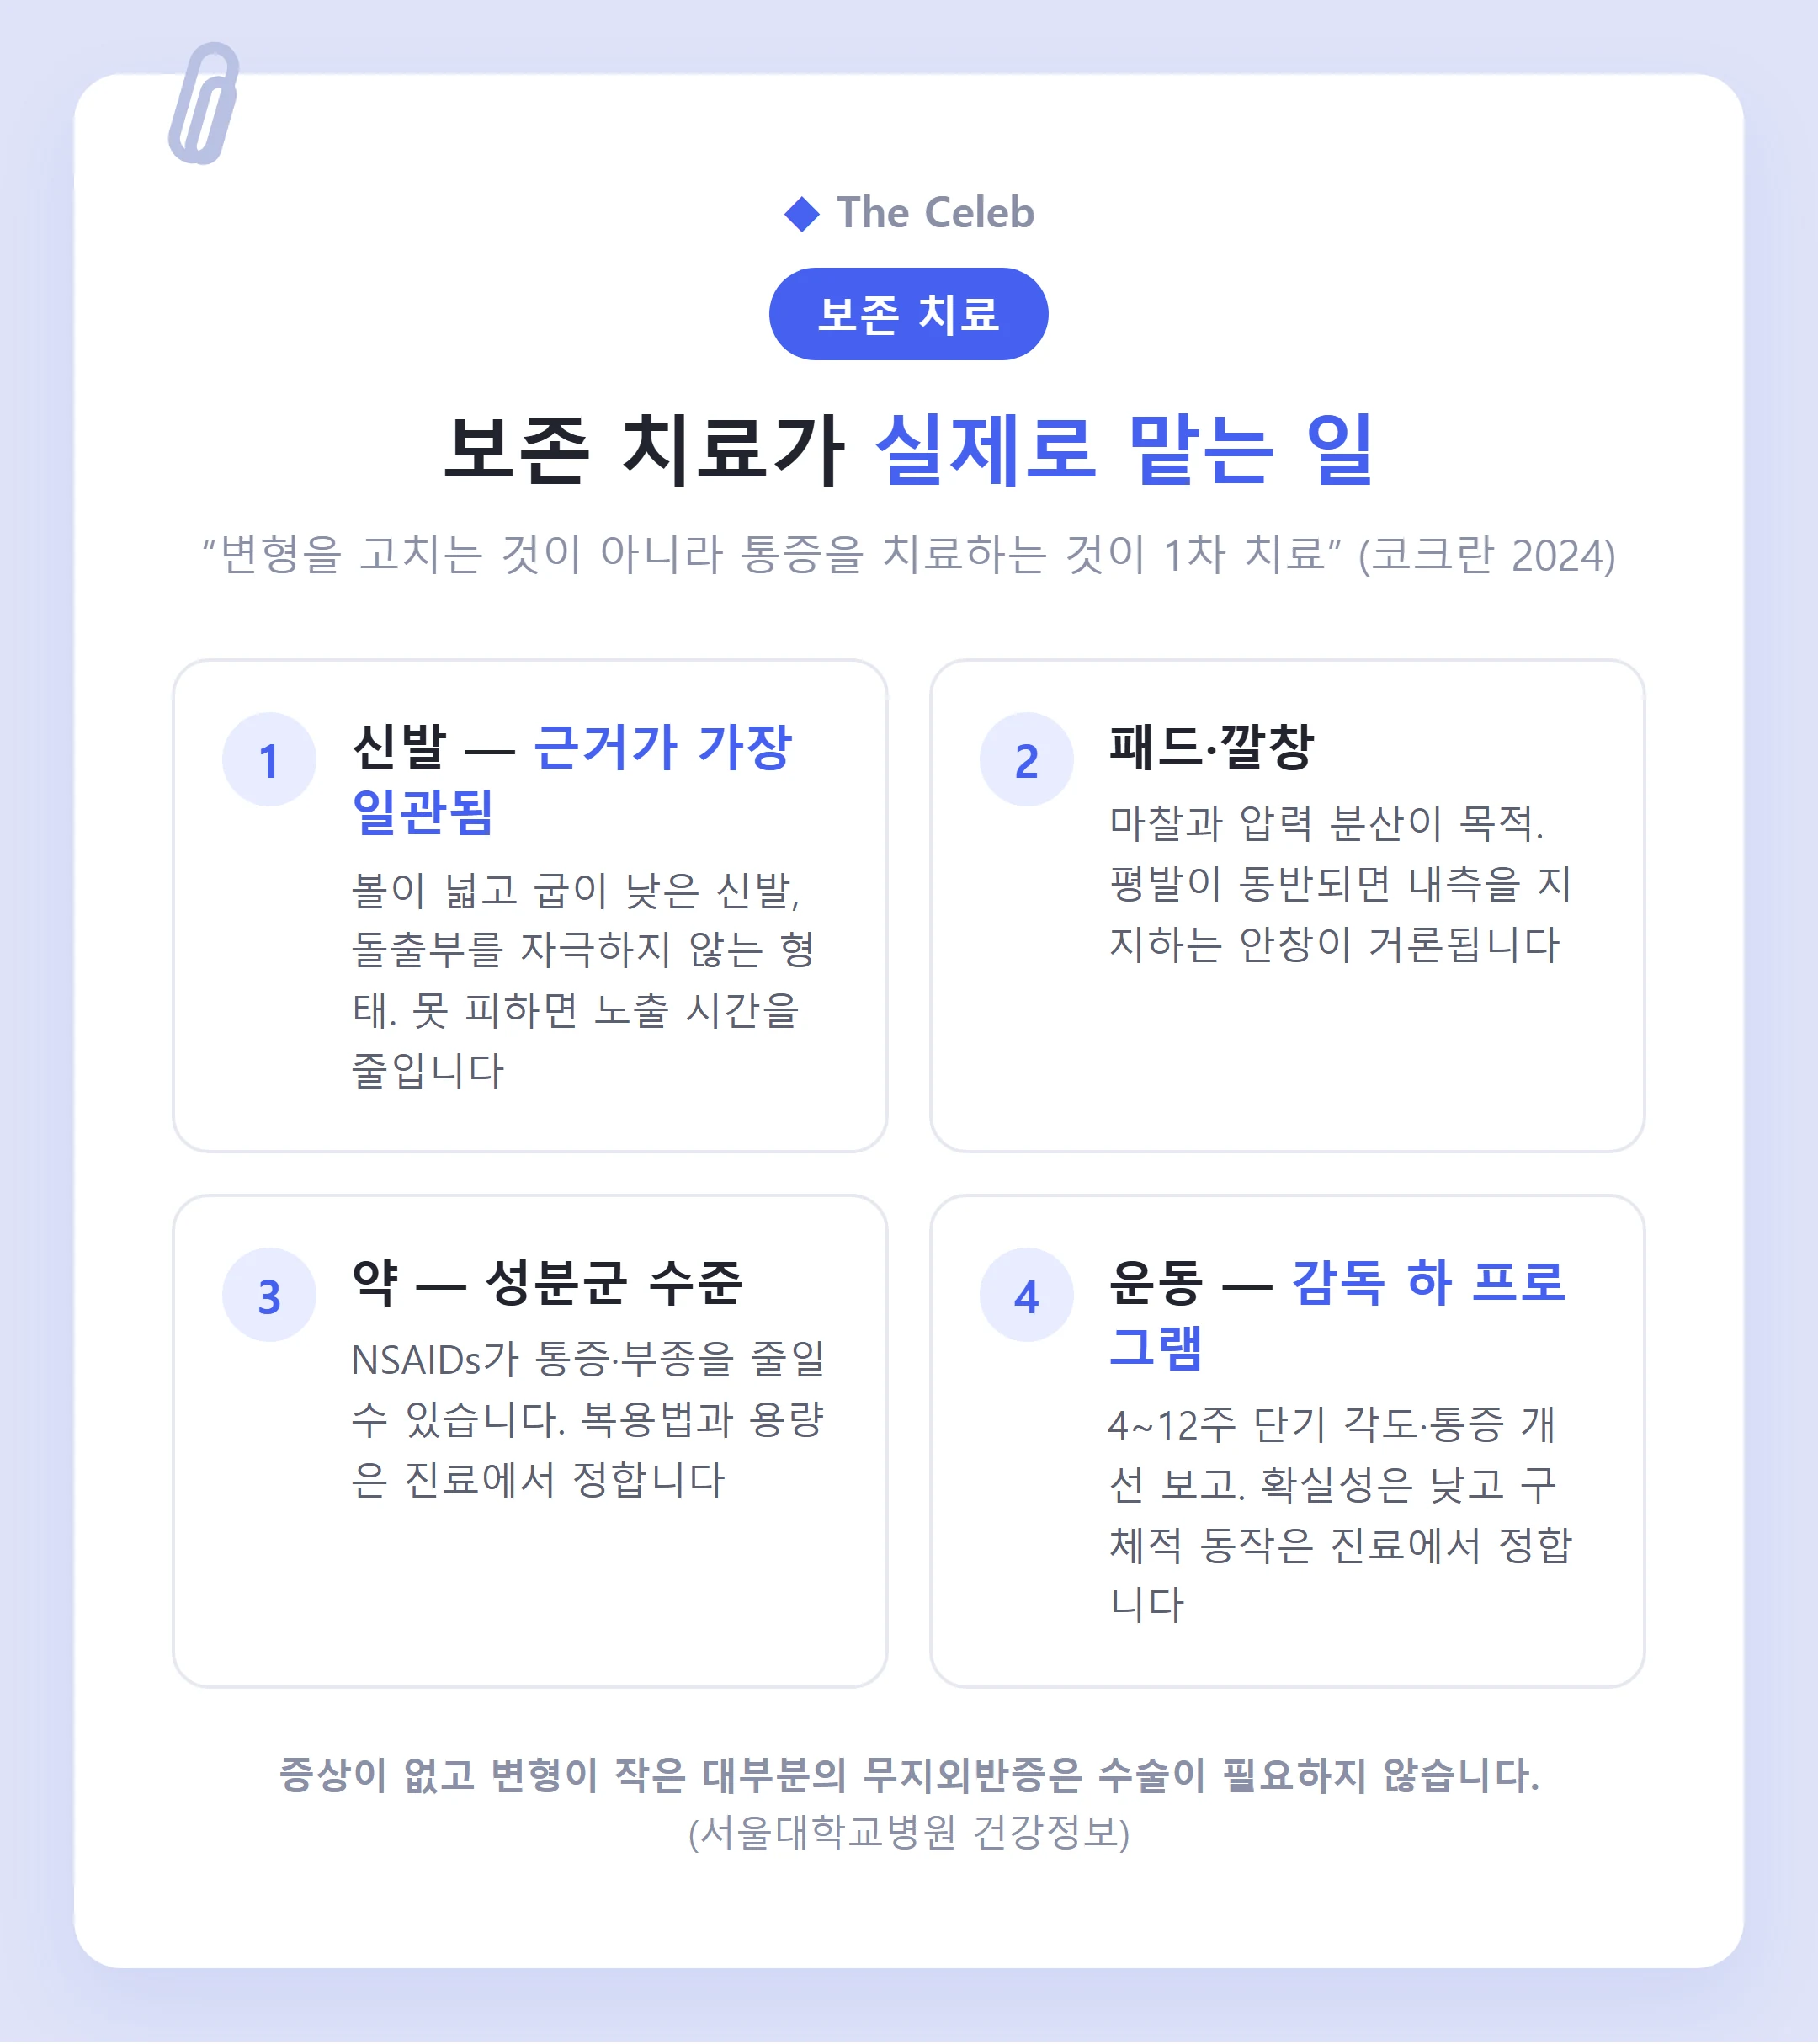 The Celeb
보존 치료
보존 치료가 실제로 맡는 일
“변형을 고치는 것이 아니라 통증을 치료하는 것이 1차 치료” (코크란 2024)
1
신발 — 근거가 가장
일관됨
볼이 넓고 굽이 낮은 신발,
돌출부를 자극하지 않는 형
태. 못 피하면 노출 시간을
줄입니다
2
패드·깔창
마찰과 압력 분산이 목적.
평발이 동반되면 내측을 지
지하는 안창이 거론됩니다
3
약 — 성분군 수준
NSAIDs가 통증·부종을 줄일
수 있습니다. 복용법과 용량
은 진료에서 정합니다
4
운동 — 감독 하 프로
그램
4~12주 단기 각도·통증 개
선 보고. 확실성은 낮고 구
체적 동작은 진료에서 정합
니다
증상이 없고 변형이 작은 대부분의 무지외반증은 수술이 필요하지 않습니다.
(서울대학교병원 건강정보)